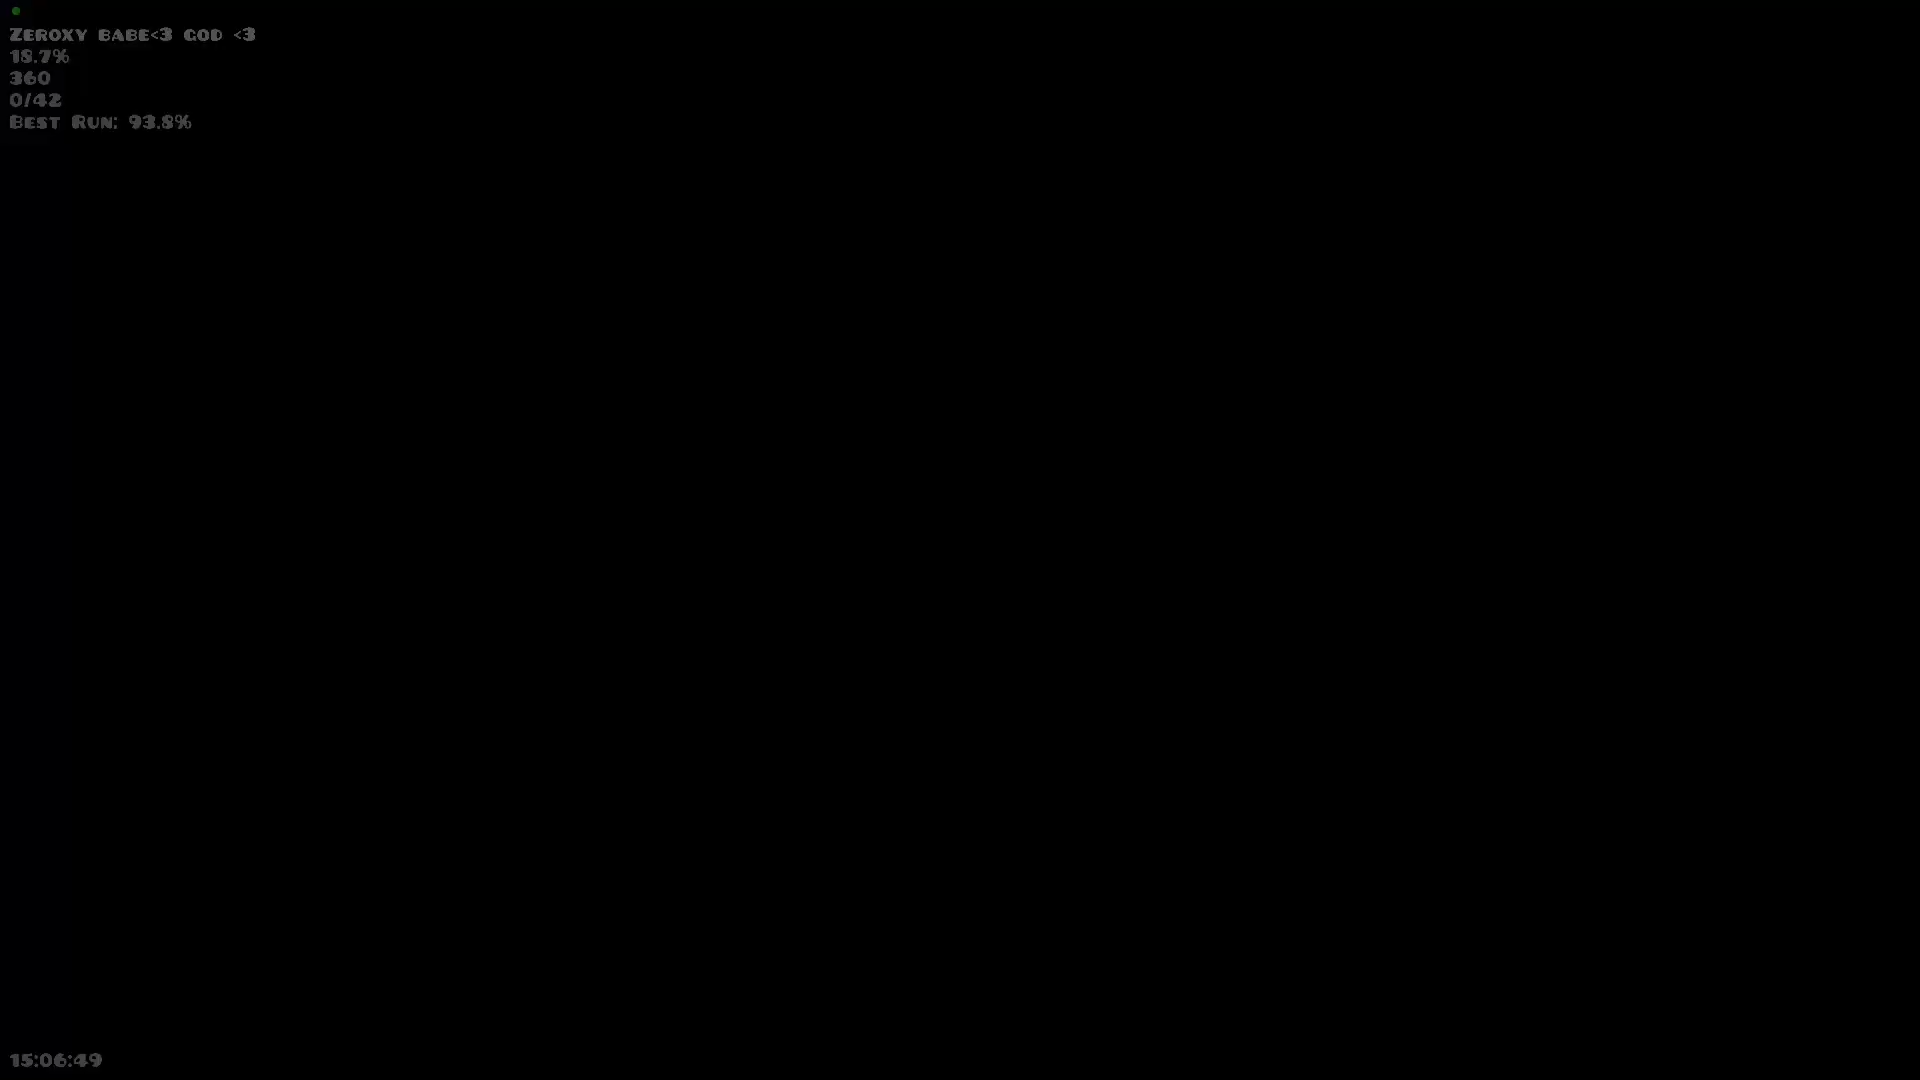 Zeroxy babe<3 god <3
18.7%
360
0/42
Best Run: 93.8%
15:06:49